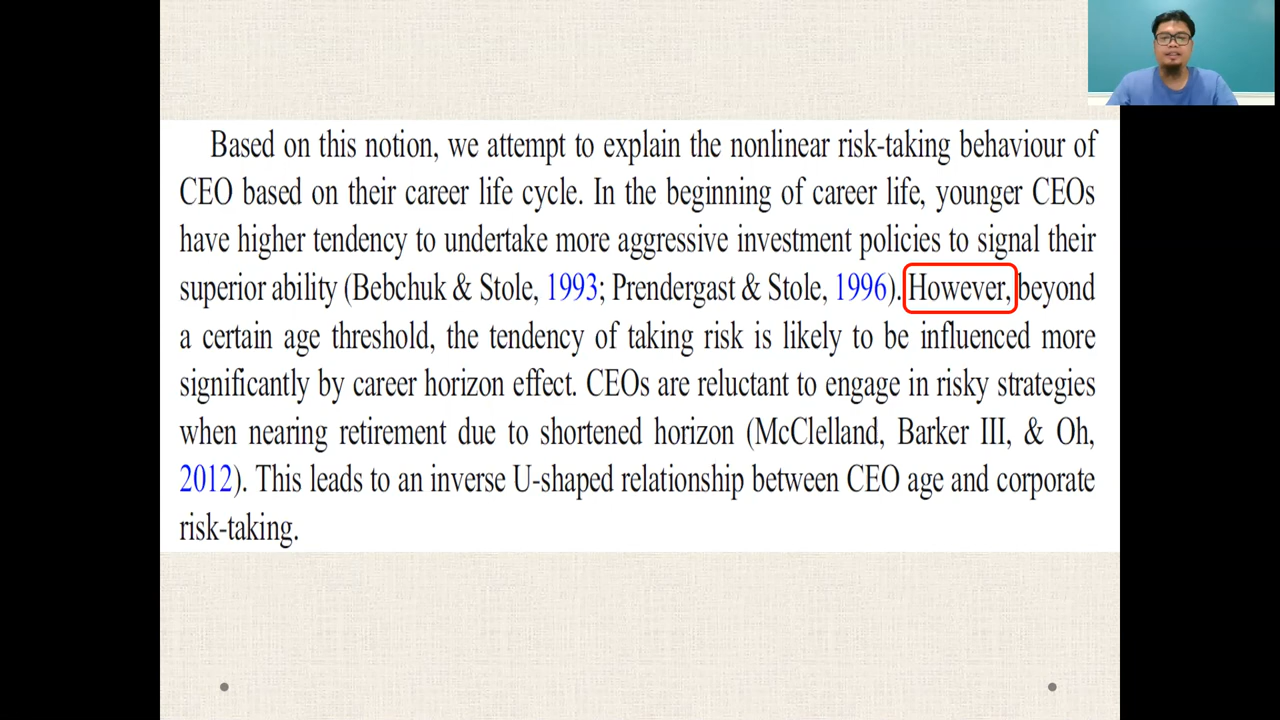 Based on this notion, we attempt to explain the nonlinear risk-taking behaviour of
CEO based on their career life cycle. In the beginning of career life, younger CEOs
have higher tendency to undertake more aggressive investment policies to signal their
superior ability (Bebchuk & Stole, 1993; Prendergast & Stole, 1996). However, beyond
a certain age threshold, the tendency of taking risk is likely to be influenced more
significantly by career horizon effect. CEOs are reluctant to engage in risky strategies
when nearing retirement due to shortened horizon (McClelland, Barker III, & Oh,
2012). This leads to an inverse U-shaped relationship between CEO age and corporate
risk-taking.